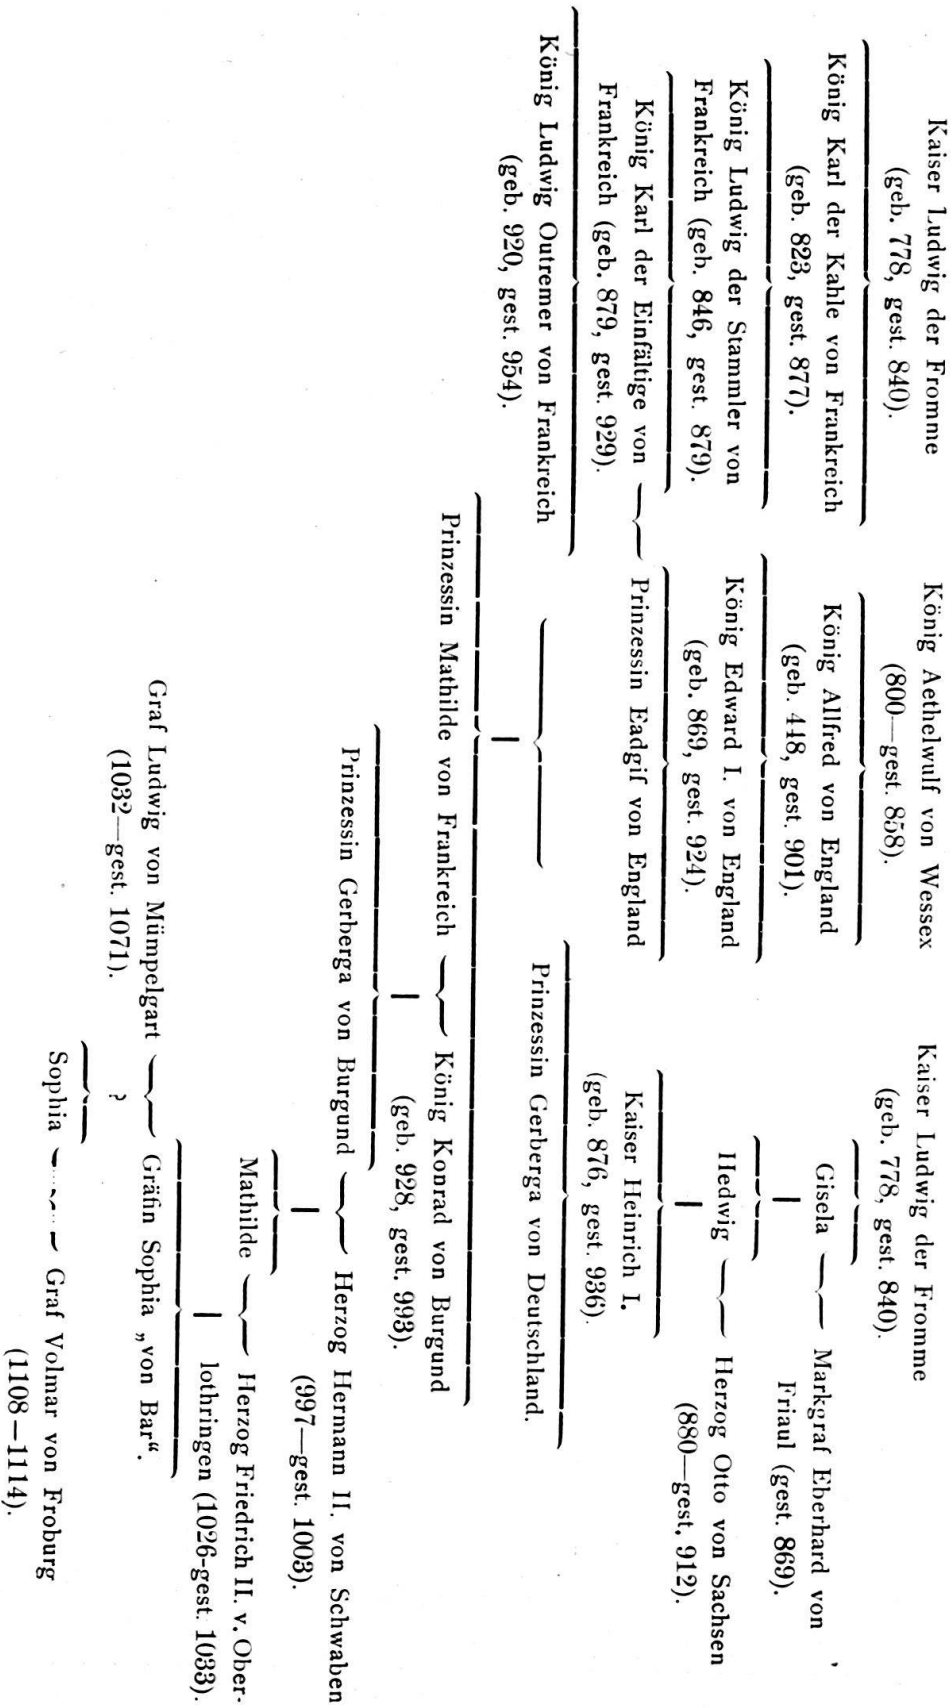 Kaiser Ludwig der Fromme
(geb. 778, gest. 840).
König Aethelwulf von Wessex
(800—gest. 858).
Kaiser Ludwig der Fromme
(geb. 778, gest. 840).
König Karl der Kahle von Frankreich
(geb. 823, gest. 877).
König Allfred von England
(geb. 448, gest. 901).
Gisela
Markgraf Eberhard von
Friaul (gest. 869).
König Ludwig der Stammler von
Frankreich (geb. 846, gest. 879).
König Edward I. von England
(geb. 869, gest. 924).
Hedwig
Herzog Otto von Sachsen
(880—gest. 912).
König Karl der Einfältige von
Frankreich (geb. 879, gest. 929).
Prinzessin Eadgif von England
Kaiser Heinrich I.
(geb. 876, gest. 936).
König Ludwig Outremer von Frankreich
(geb. 920, gest. 954).
Prinzessin Gerberga von Deutschland.
Prinzessin Mathilde von Frankreich
König Konrad von Burgund
(geb. 928, gest. 993).
Prinzessin Gerberga von Burgund
Herzog Hermann II. von Schwaben
(997—gest. 1003).
Mathilde
Herzog Friedrich II. v. Ober-
lothringen (1026-gest. 1033).
Graf Ludwig von Mümpelgart
(1032—gest. 1071).
?
Gräfin Sophia „von Bar“.
Sophia
Graf Volmar von Froburg
(1108—1114).